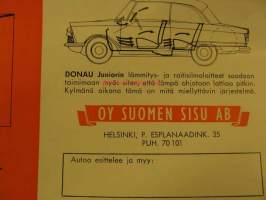 DONAU Juniorin lämmitys- ja raitisilmalaitteet saadaan
toimimaan myös siten, että lämpö ohjataan lattiaa pitkin.
Kylmänä aikana tämä on mitä miellyttävin järjestelmä.
OY SUOMEN SISU AB
HELSINKI, P. ESPLANAADINK. 35
PUH. 70 101
Autoa esittelee ja myy: